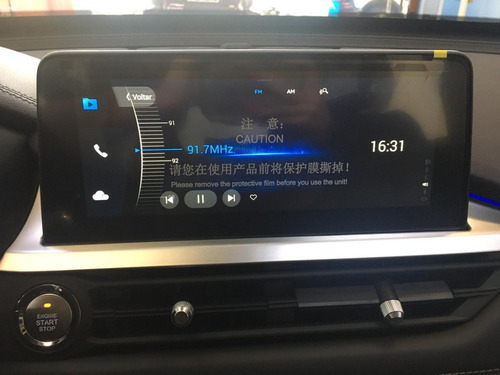 Voltar
FM
AM
91
注 意：
CAUTION
91.7MHz
16:31
92
请您在使用产品前将保护膜撕掉！
Please remove the protective film before you use the unit!
ENGINE
START
STOP